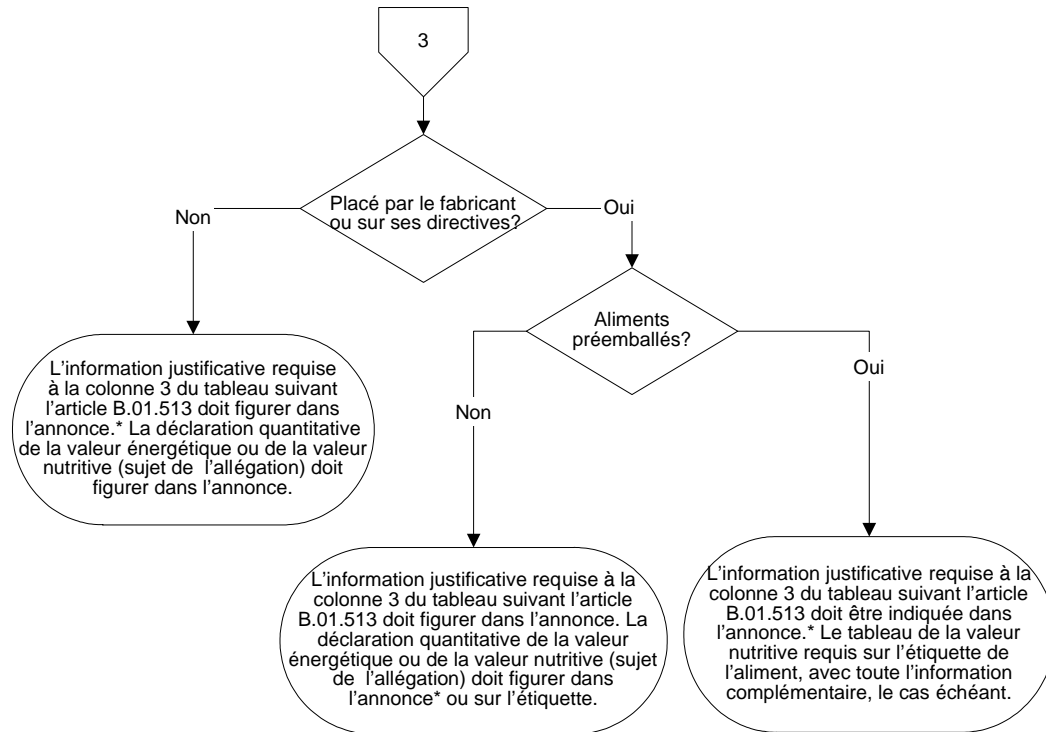 3
Placé par le fabricant
ou sur ses directives?
Non
Oui
Aliments
préemballés?
L'information justificative requise
à la colonne 3 du tableau suivant
l'article B.01.513 doit figurer dans
l'annonce.* La déclaration quantitative
de la valeur énergétique ou de la valeur
nutritive (sujet de l'allégation) doit
figurer dans l'annonce.
Non
Oui
L'information justificative requise à la
colonne 3 du tableau suivant l'article
B.01.513 doit figurer dans l'annonce. La
déclaration quantitative de la valeur
énergétique ou de la valeur nutritive (sujet
de l'allégation) doit figurer dans
l'annonce* ou sur l'étiquette.
L'information justificative requise à la
colonne 3 du tableau suivant l'article
B.01.513 doit être indiquée dans
l'annonce.* Le tableau de la valeur
nutritive requis sur l'étiquette de
l'aliment, avec toute l'information
complémentaire, le cas échéant.